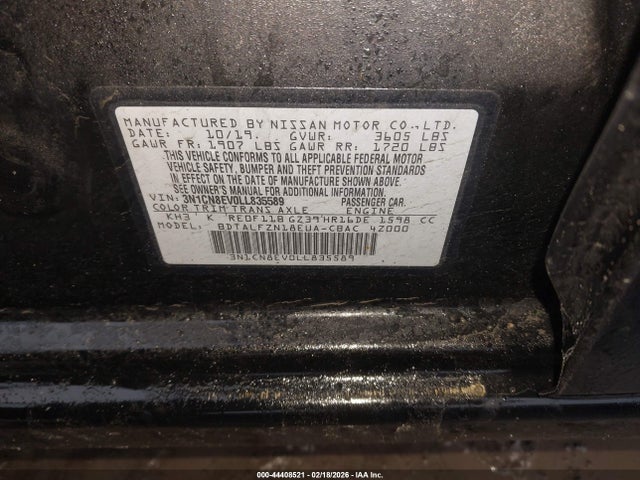 MANUFACTURED BY NISSAN MOTOR CO.,LTD.
DATE: 10/19. GVWR: 3605 LBS
GAWR FR: 1907 LBS GAWR RR: 1720 LBS
THIS VEHICLE CONFORMS TO ALL APPLICABLE FEDERAL MOTOR
VEHICLE SAFETY, BUMPER AND THEFT PREVENTION STANDARDS
IN EFFECT ON THE DATE OF MANUFACTURE SHOWN ABOVE.
SEE OWNER'S MANUAL FOR ADDITIONAL INFORMATION
VIN: 3N1CN8EV0LL835589 PASSENGER CAR.
COLOR TRIM TRANS AXLE ENGINE
KH3 K RE0F11B GZ39 HR16DE 1598 CC
MODEL: BDTALFZN18EUA-CBAC 4Z000
3N1CN8EV0LL835589
000-44408521 | 02/18/2026 | IAA Inc.